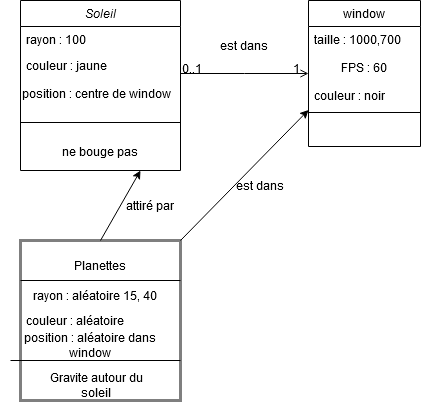 Soleil
rayon : 100
couleur : jaune
position : centre de window
ne bouge pas
est dans
0..1
1
window
taille : 1000,700
FPS : 60
couleur : noir
attiré par
est dans
Planettes
rayon : aléatoire 15, 40
couleur : aléatoire
position : aléatoire dans
window
Gravite autour du
soleil